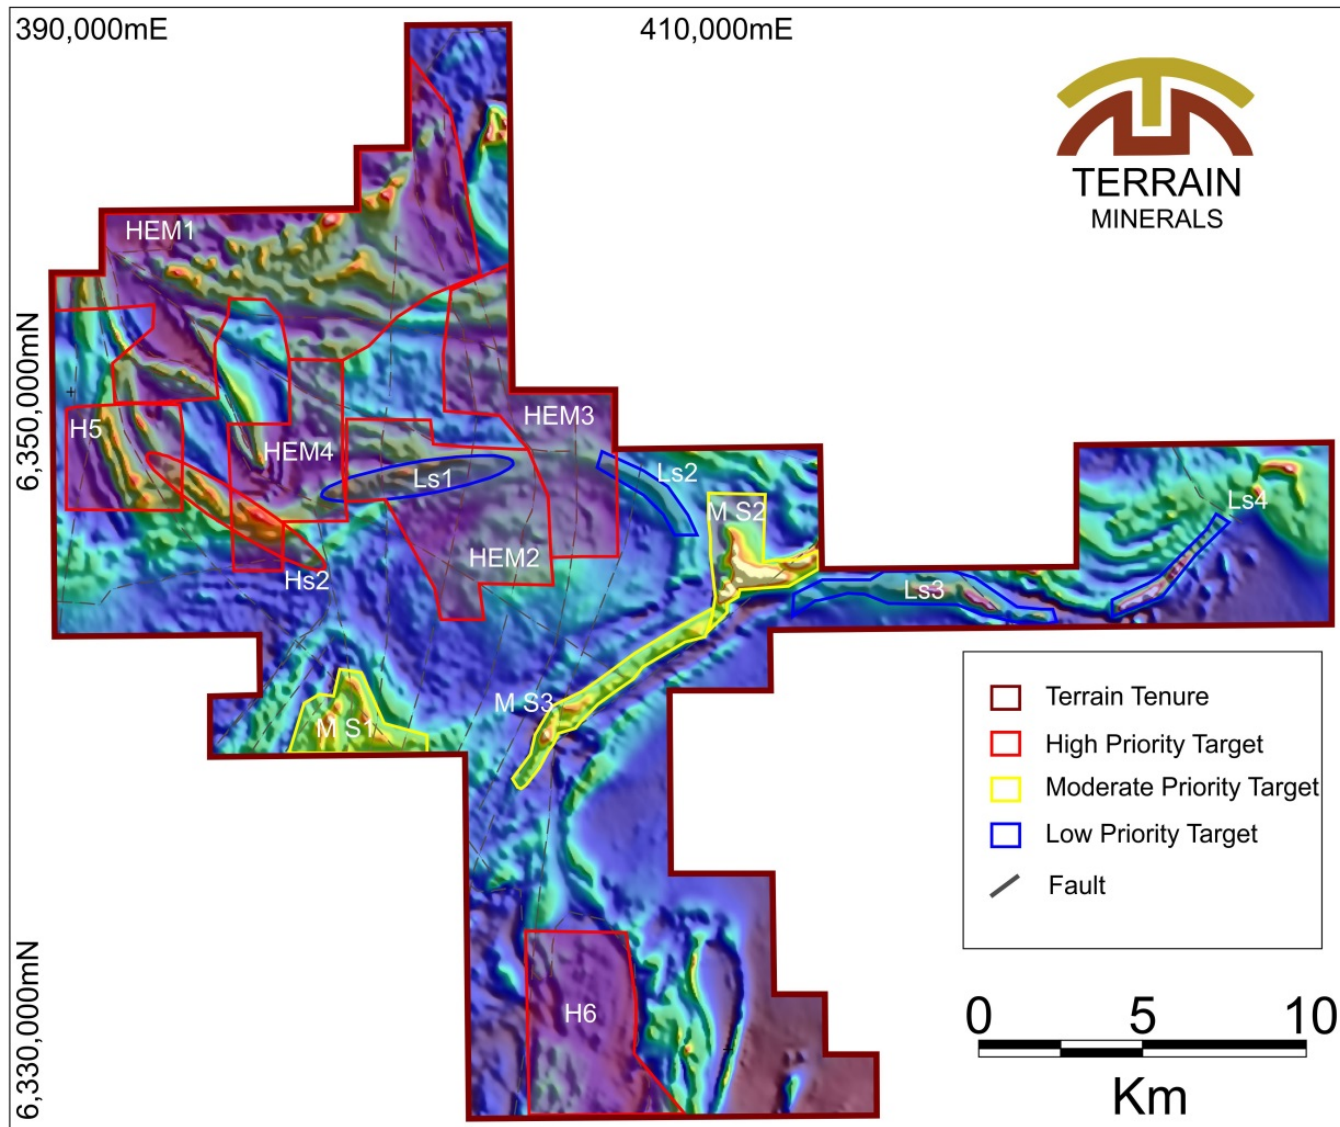 390,000mE
410,000mE
TERRAIN
MINERALS
HEM1
6,350,000mN
H5
HEM3
HEM4
Ls1
Ls2
Ls4
M S2
HEM2
Hs2
Ls3
M S3
M S1
Terrain Tenure
High Priority Target
Moderate Priority Target
Low Priority Target
Fault
6,330,000mN
H6
0 5 10
Km